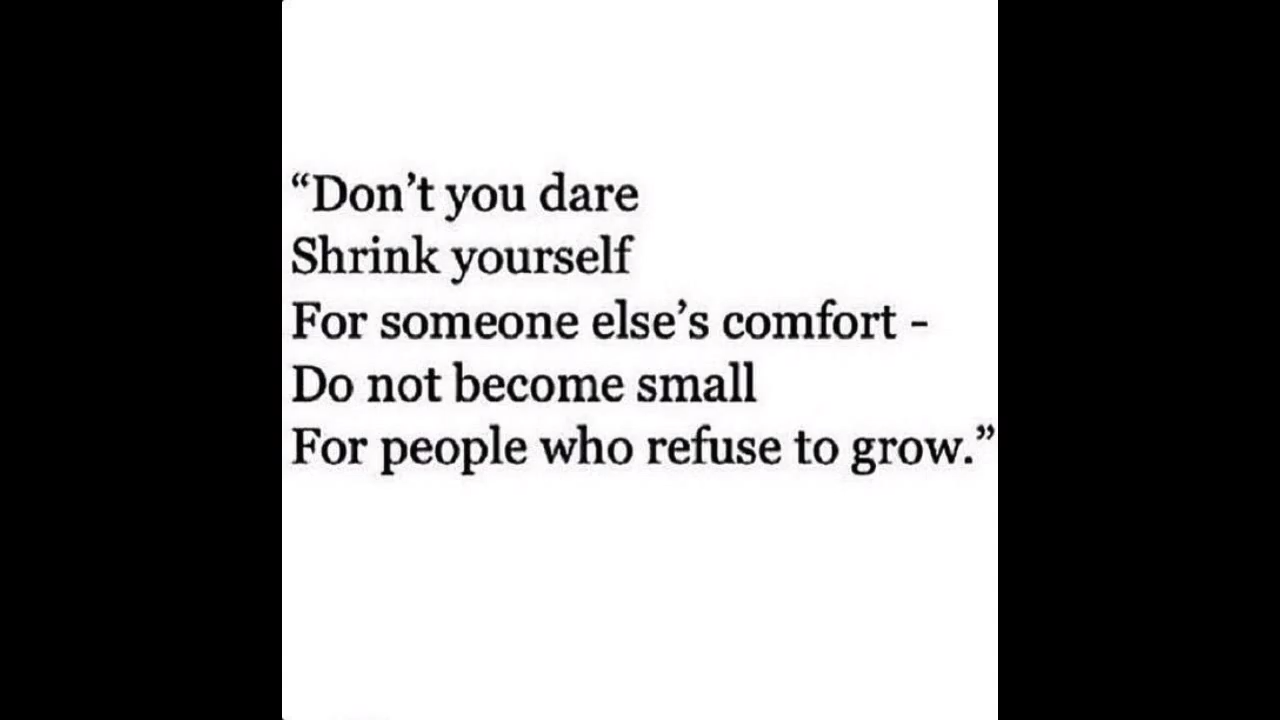 “Don’t you dare
Shrink yourself
For someone else’s comfort -
Do not become small
For people who refuse to grow.”